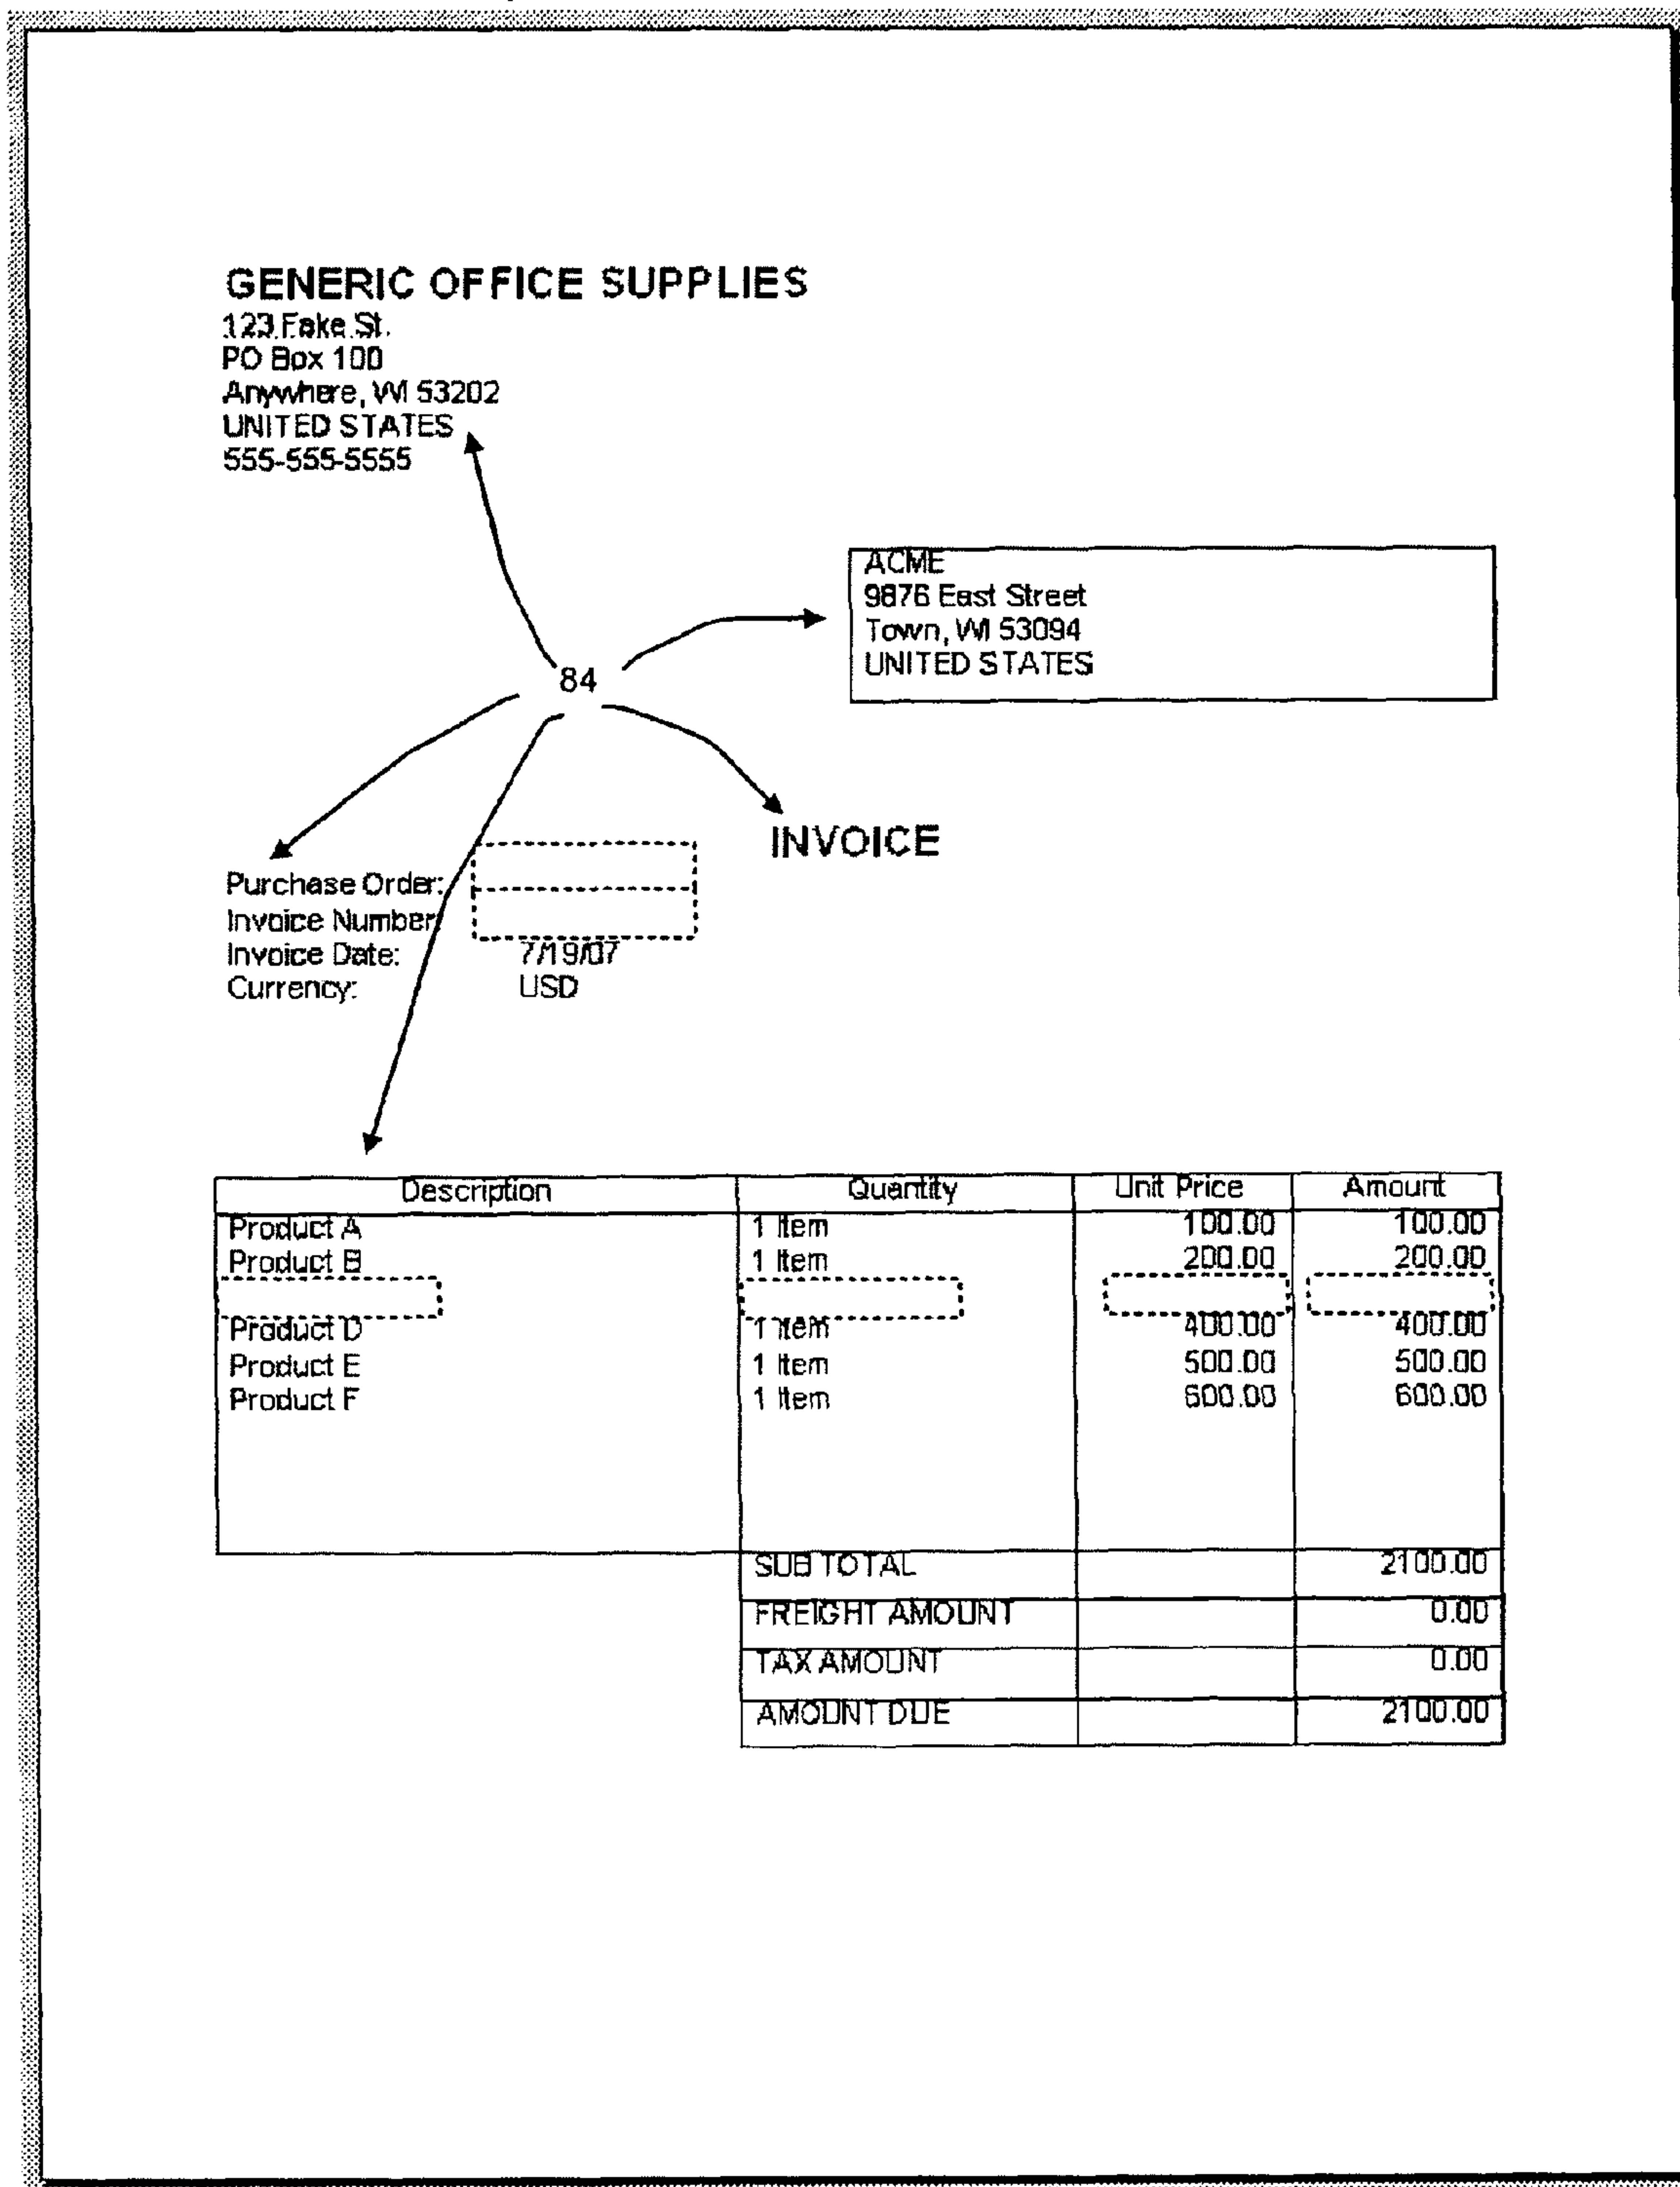 GENERIC OFFICE SUPPLIES
123 Fake St.
PO Box 100
Anywhere, WI 53202
UNITED STATES
555-555-5555
ACME
9876 East Street
Town, WI 53094
UNITED STATES
84
INVOICE
Purchase Order:
Invoice Number:
Invoice Date: 7/19/07
Currency: USD
Description Quantity Unit Price Amount
Product A 1 Item 100.00 100.00
Product B 1 Item 200.00 200.00
Product D 1 Item 400.00 400.00
Product E 1 Item 500.00 500.00
Product F 1 Item 600.00 600.00
SUB TOTAL 2100.00
FREIGHT AMOUNT 0.00
TAX AMOUNT 0.00
AMOUNT DUE 2100.00